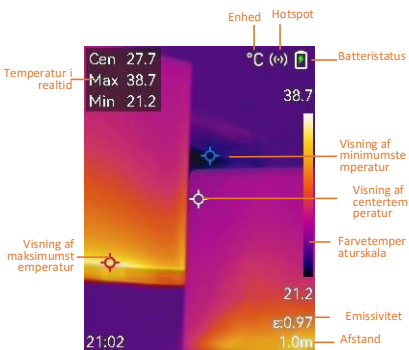 Enhed
Hotspot
Batteristatus
Cen 27.7
Max 38.7
Min 21.2
°C
Temperatur i
realtid
38.7
Visning af
minimumste
mperatur
Visning af
centertem
peratur
Visning af
maksimumst
emperatur
Farvetemper
aturskala
21.2
Emissivitet
ε:0.97
21:02
1.0m
Afstand